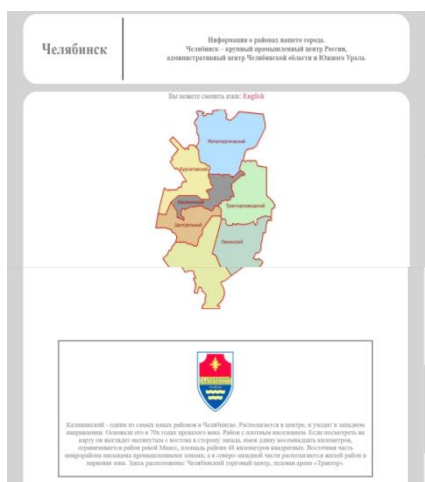 Челябинск
Информация о районах нашего города.
Челябинск – крупный промышленный центр России,
административный центр Челябинской области и Южного Урала.
Вы можете сменить язык: English
Металлургический
Курчатовский
Калининский
Тракторозаводский
Центральный
Ленинский
Калининский - один из самых юных районов в Челябинске. Располагается в центре, и уходит в западном
направлении. Основали его в 70х годах прошлого века. Район с плотным населением. Если посмотреть на
карту он выглядит вытянутым с востока в сторону запада, имея длину восемнадцать километров,
ограничивается район рекой Миасс, площадь района 48 километров квадратных. Восточная часть
микрорайона насыщена промышленными зонами, а в северо-западной части располагается жилой район и
парковая зона. Здесь расположены: Челябинский торговый центр, ледовая арена «Трактор».